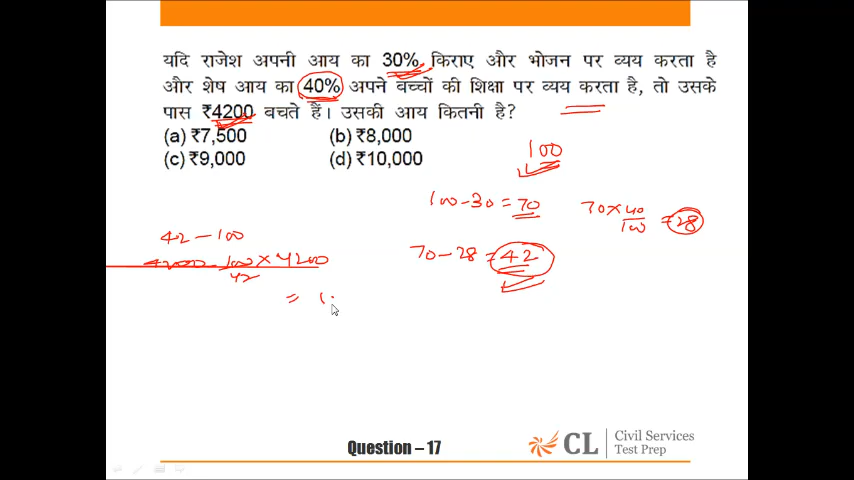 यदि राजेश अपनी आय का 30% किराए और भोजन पर व्यय करता है
और शेष आय का 40% अपने बच्चों की शिक्षा पर व्यय करता है, तो उसके
पास ₹4200 बचते हैं। उसकी आय कितनी है?
(a) ₹7,500 (b) ₹8,000
(c) ₹9,000 (d) ₹10,000
100
100-30=70 70×40/100 =28
42-100
70-28=42
4200-100/42×4200
= 1
Question – 17
CL Civil Services
Test Prep